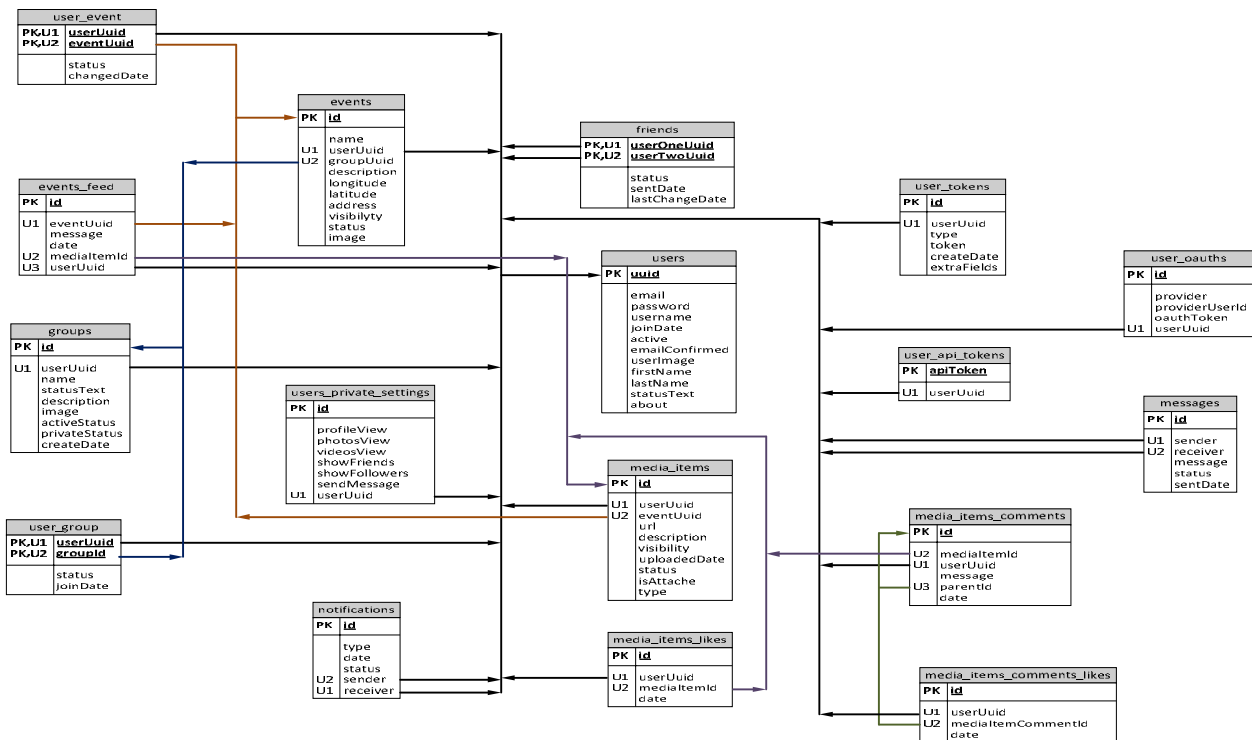 user_event
PK,U1 userUuid
PK,U2 eventUuid
status
changedDate
events
PK id
name
U1 userUuid
U2 groupUuid
description
longitude
latitude
address
visibilyty
status
image
friends
PK,U1 userOneUuid
PK,U2 userTwoUuid
status
sentDate
lastChangeDate
events_feed
PK id
U1 eventUuid
message
date
U2 mediaItemId
U3 userUuid
user_tokens
PK id
U1 userUuid
type
token
createDate
extraFields
users
PK uuid
email
password
username
joinDate
active
emailConfirmed
userImage
firstName
lastName
statusText
about
user_oauths
PK id
provider
providerUserId
oauthToken
U1 userUuid
groups
PK id
U1 userUuid
name
statusText
description
image
activeStatus
privateStatus
createDate
user_api_tokens
PK apiToken
U1 userUuid
users_private_settings
PK id
profileView
photosView
videosView
showFriends
showFollowers
sendMessage
U1 userUuid
messages
PK id
U1 sender
U2 receiver
message
status
sentDate
media_items
PK id
U1 userUuid
U2 eventUuid
url
description
visibility
uploadedDate
status
isAttache
type
user_group
PK,U1 userUuid
PK,U2 groupId
status
joinDate
media_items_comments
PK id
U2 mediaItemId
U1 userUuid
message
U3 parentId
date
notifications
PK id
type
date
status
U2 sender
U1 receiver
media_items_likes
PK id
U1 userUuid
U2 mediaItemId
date
media_items_comments_likes
PK id
U1 userUuid
U2 mediaItemCommentId
date